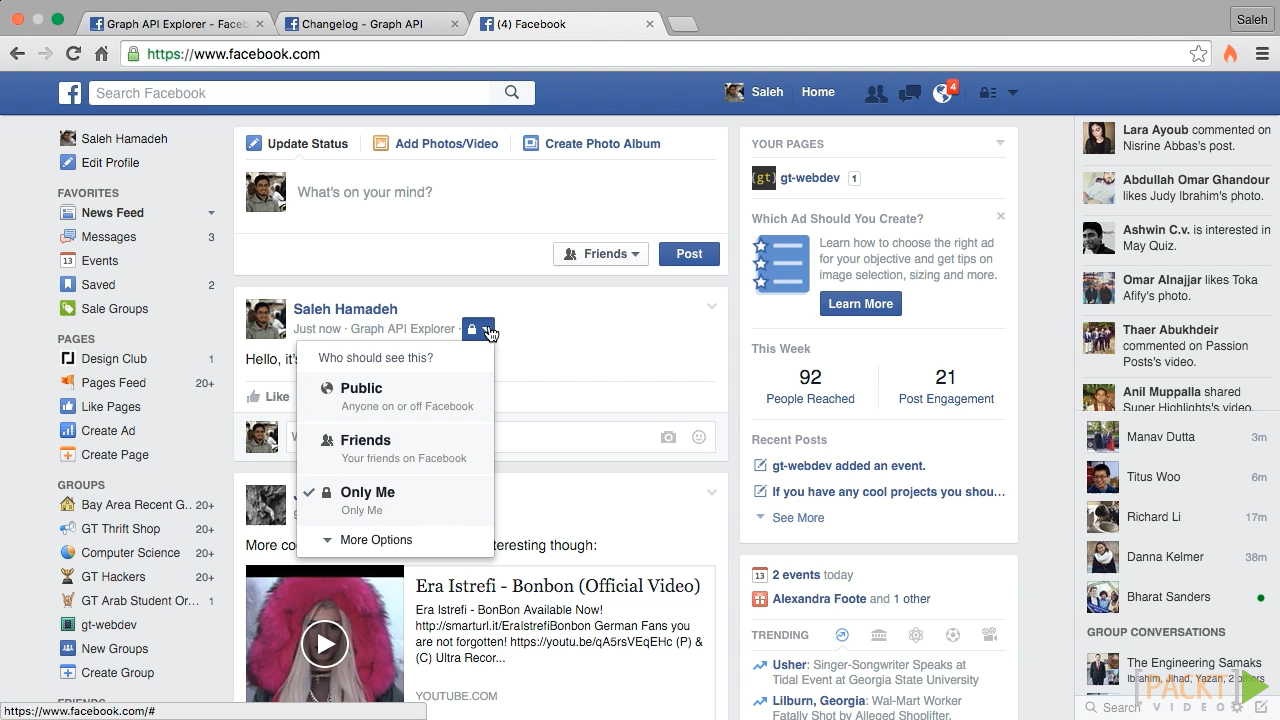 Graph API Explorer - Faceb
Changelog - Graph API
(4) Facebook
Saleh
https://www.facebook.com
Search Facebook
Saleh
Home
4
Saleh Hamadeh
Edit Profile
FAVORITES
News Feed
Messages 3
13 Events
Saved 2
Sale Groups
PAGES
Design Club 1
Pages Feed 20+
Like Pages
Create Ad
Create Page
GROUPS
Bay Area Recent G.. 20+
GT Thrift Shop 20+
Computer Science 20+
GT Hackers 20+
GT Arab Student Or... 1
gt-webdev
New Groups
Create Group
https://www.facebook.com/#
Update Status
Add Photos/Video
Create Photo Album
What's on your mind?
Friends
Post
Saleh Hamadeh
Just now · Graph API Explorer ·
Hello, it's
Like
Who should see this?
Public
Anyone on or off Facebook
Friends
Your friends on Facebook
Only Me
Only Me
More Options
More co
teresting though:
Era Istrefi - Bonbon (Official Video)
Era Istrefi - BonBon Available Now!
http://smarturl.it/EraIstrefiBonbon German Fans you
are not forgotten! https://youtu.be/qA5rsVEqEHc (P) &
(C) Ultra Recor...
YOUTUBE.COM
YOUR PAGES
{gt} gt-webdev 1
Which Ad Should You Create?
Learn how to choose the right ad
for your objective and get tips on
image selection, sizing and more.
Learn More
This Week
92 21
People Reached Post Engagement
Recent Posts
gt-webdev added an event.
If you have any cool projects you shou...
See More
13 2 events today
Alexandra Foote and 1 other
TRENDING
Usher: Singer-Songwriter Speaks at
Tidal Event at Georgia State University
Lilburn, Georgia: Wal-Mart Worker
Fatally Shot by Alleged Shoplifter,
Lara Ayoub commented on
Nisrine Abbas's post.
Abdullah Omar Ghandour
likes Judy Ibrahim's photo.
Ashwin C.v. is interested in
May Quiz.
Omar Alnajjar likes Toka
Afify's photo.
Thaer Abukhdeir
commented on Passion
Posts's video.
Anil Muppalla shared
Super Highlights's video.
Manav Dutta 3m
Titus Woo 6m
Richard Li 17m
Danna Kelmer 38m
Bharat Sanders
GROUP CONVERSATIONS
The Engineering Samaks
Ibrahim, Jihad, Yazan, 2 others
Search
[PACKT]
VIDEO